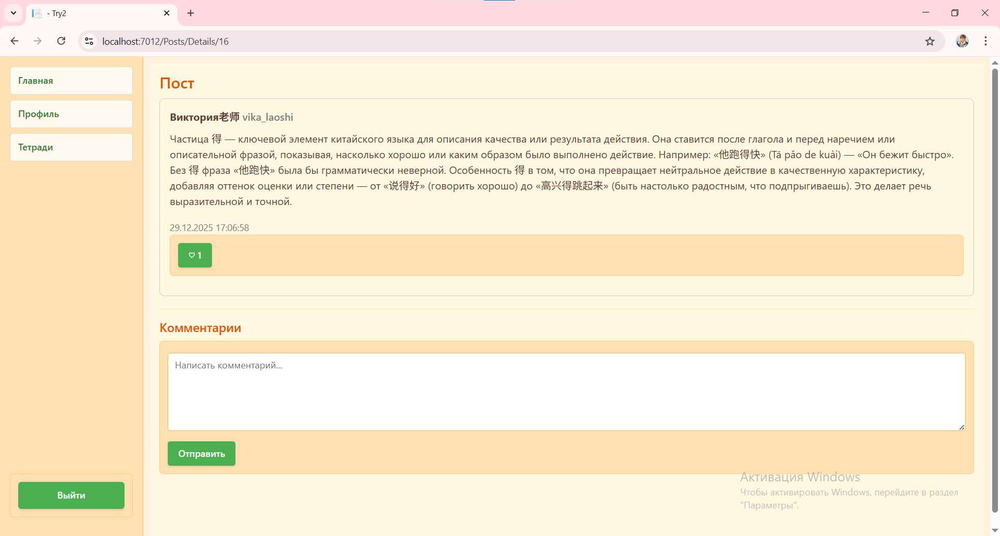 - Try2
localhost:7012/Posts/Details/16
Главная
Профиль
Тетради
Выйти
Пост
Виктория老师 vika_laoshi
Частица 得 — ключевой элемент китайского языка для описания качества или результата действия. Она ставится после глагола и перед наречием или
описательной фразой, показывая, насколько хорошо или каким образом было выполнено действие. Например: «他跑得快» (Tā pǎo de kuài) — «Он бежит быстро».
Без 得 фраза «他跑快» была бы грамматически неверной. Особенность 得 в том, что она превращает нейтральное действие в качественную характеристику,
добавляя оттенок оценки или степени — от «说得好» (говорить хорошо) до «高兴得跳起来» (быть настолько радостным, что подпрыгиваешь). Это делает речь
выразительной и точной.
29.12.2025 17:06:58
♡ 1
Комментарии
Написать комментарий...
Отправить
Активация Windows
Чтобы активировать Windows, перейдите в раздел
"Параметры".